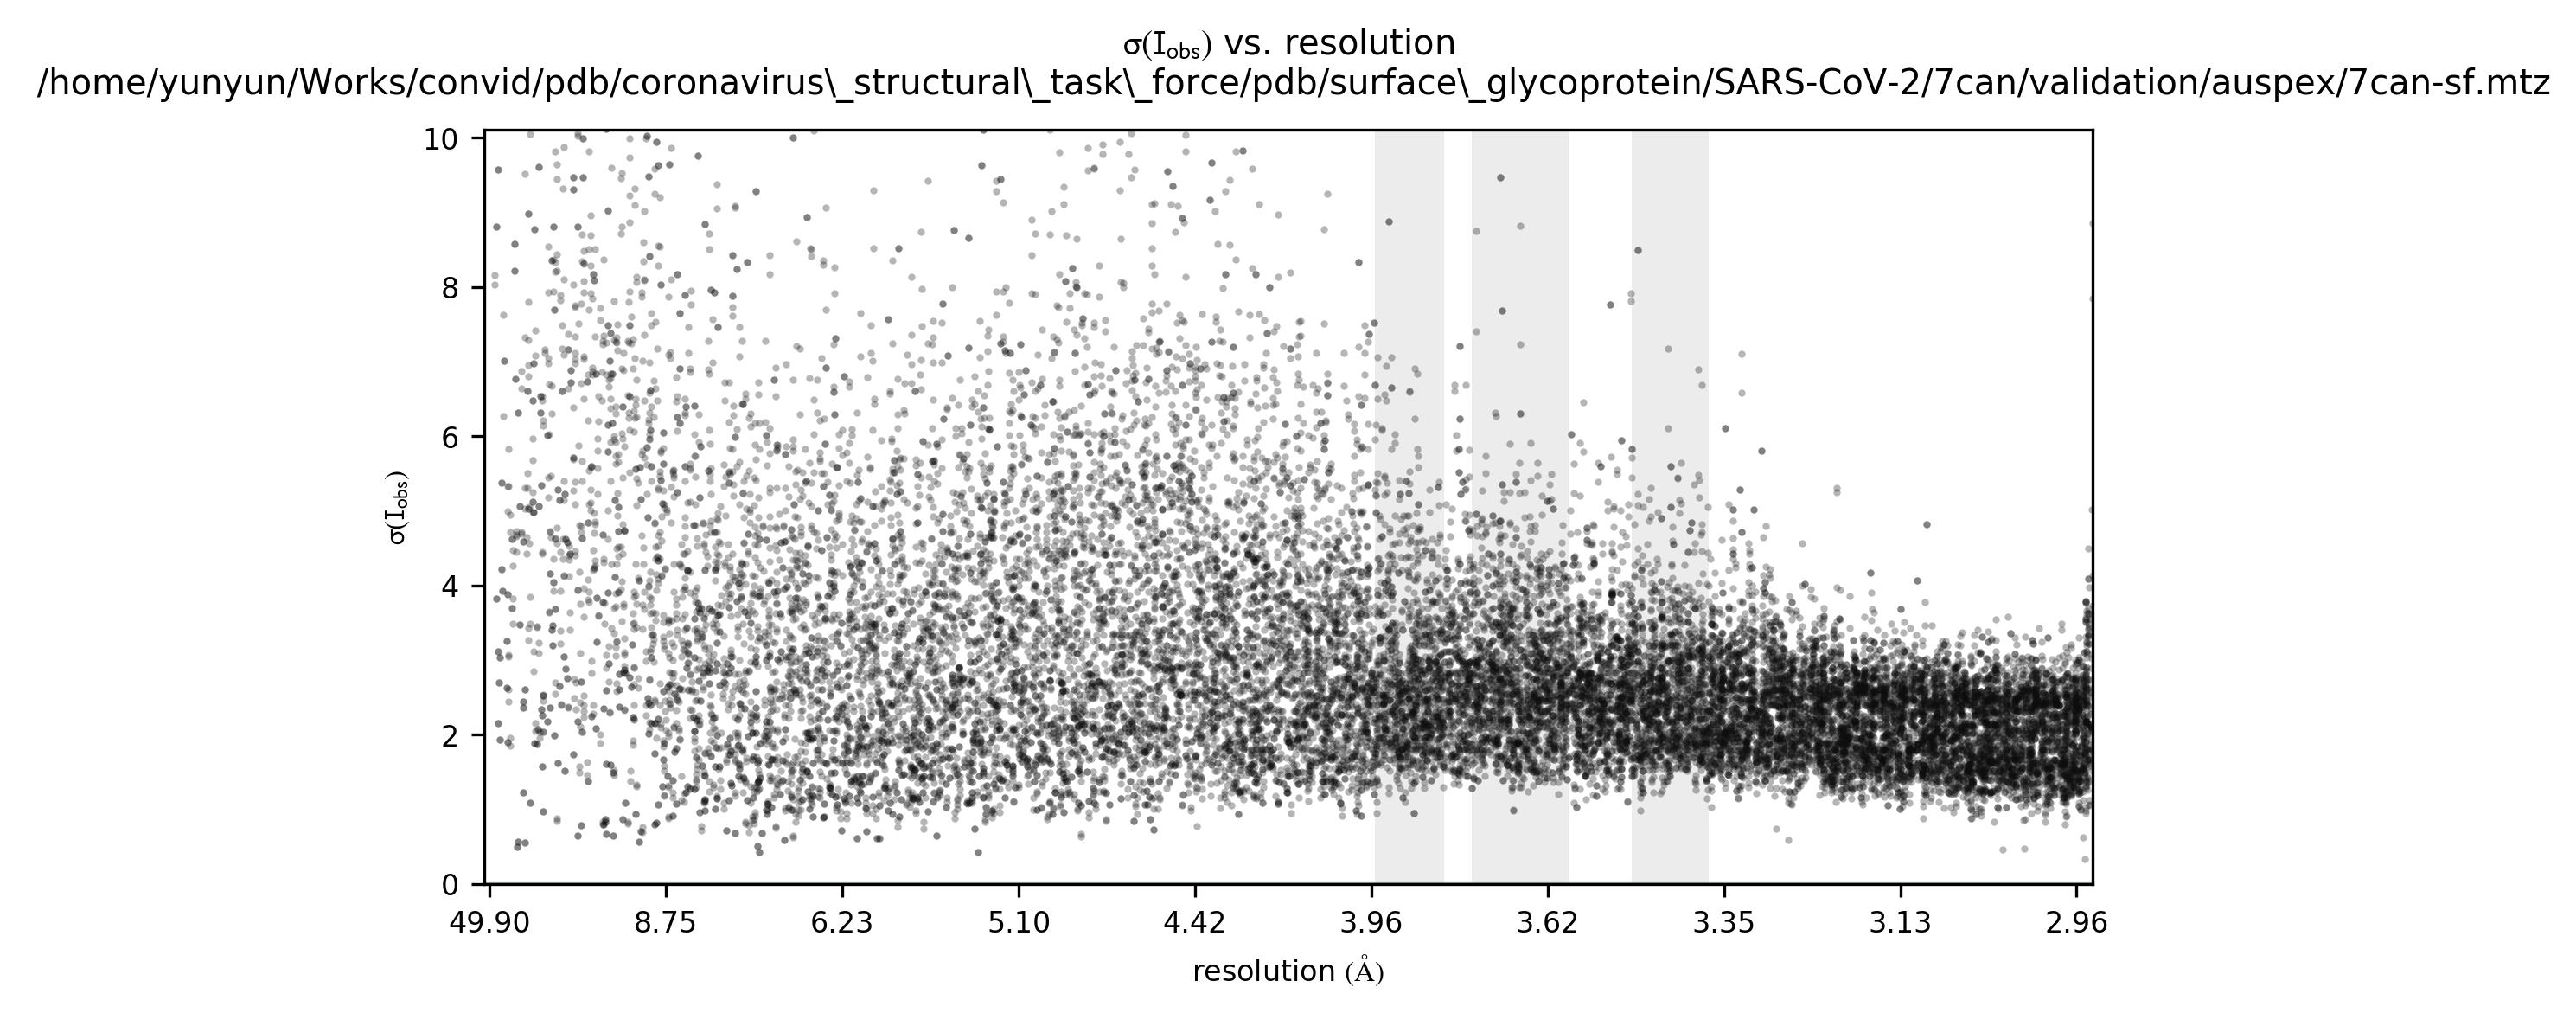 σ(I_obs) vs. resolution
/home/yunyun/Works/convid/pdb/coronavirus\_structural\_task\_force/pdb/surface\_glycoprotein/SARS-CoV-2/7can/validation/auspex/7can-sf.mtz
10
8
6
4
2
0
σ(I_obs)
49.90 8.75 6.23 5.10 4.42 3.96 3.62 3.35 3.13 2.96
resolution (Å)